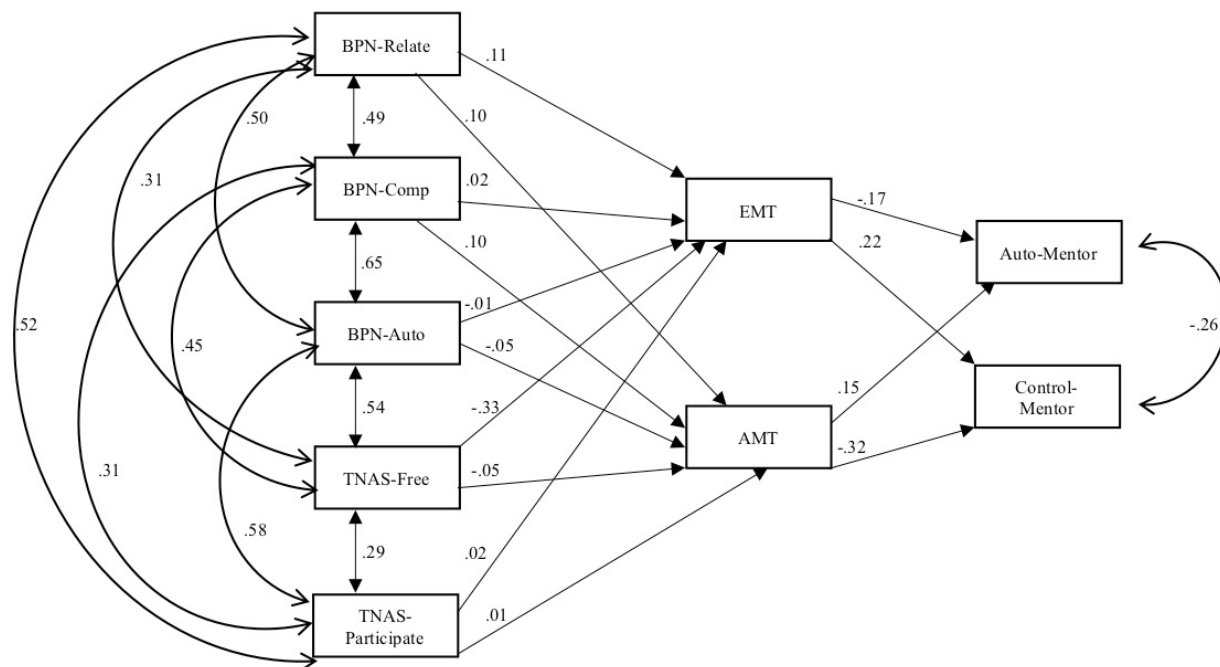 BPN-Relate
.11
.10
.50
.49
.31
BPN-Comp
.02
EMT
-.17
.22
Auto-Mentor
.10
.65
-.01
BPN-Auto
-.05
.52
.45
-.26
.54
-.33
.15
Control-
Mentor
AMT
-.32
.31
TNAS-Free
-.05
.58
.29
.02
.01
TNAS-
Participate